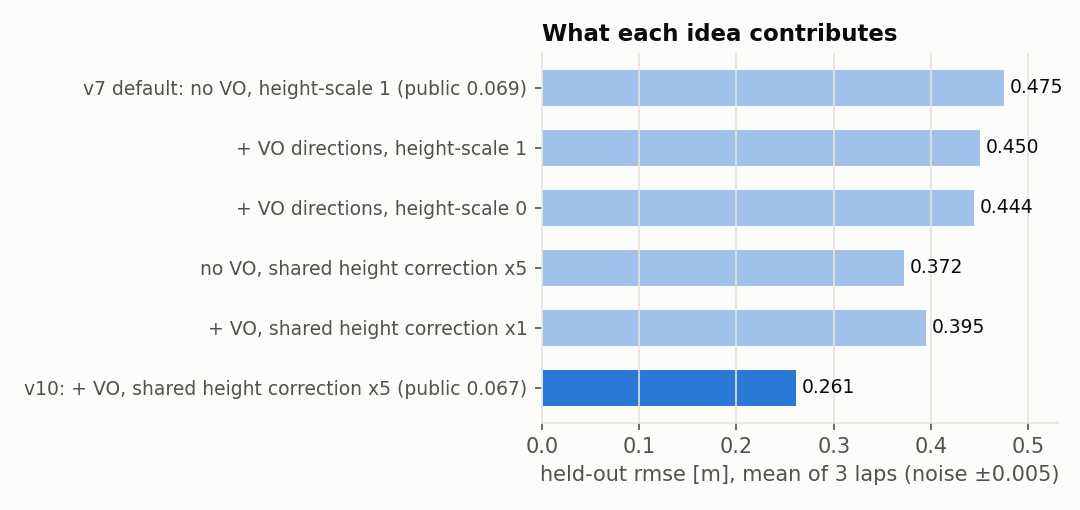 What each idea contributes
v7 default: no VO, height-scale 1 (public 0.069)
0.475
+ VO directions, height-scale 1
0.450
+ VO directions, height-scale 0
0.444
no VO, shared height correction x5
0.372
+ VO, shared height correction x1
0.395
v10: + VO, shared height correction x5 (public 0.067)
0.261
0.0 0.1 0.2 0.3 0.4 0.5
held-out rmse [m], mean of 3 laps (noise ±0.005)